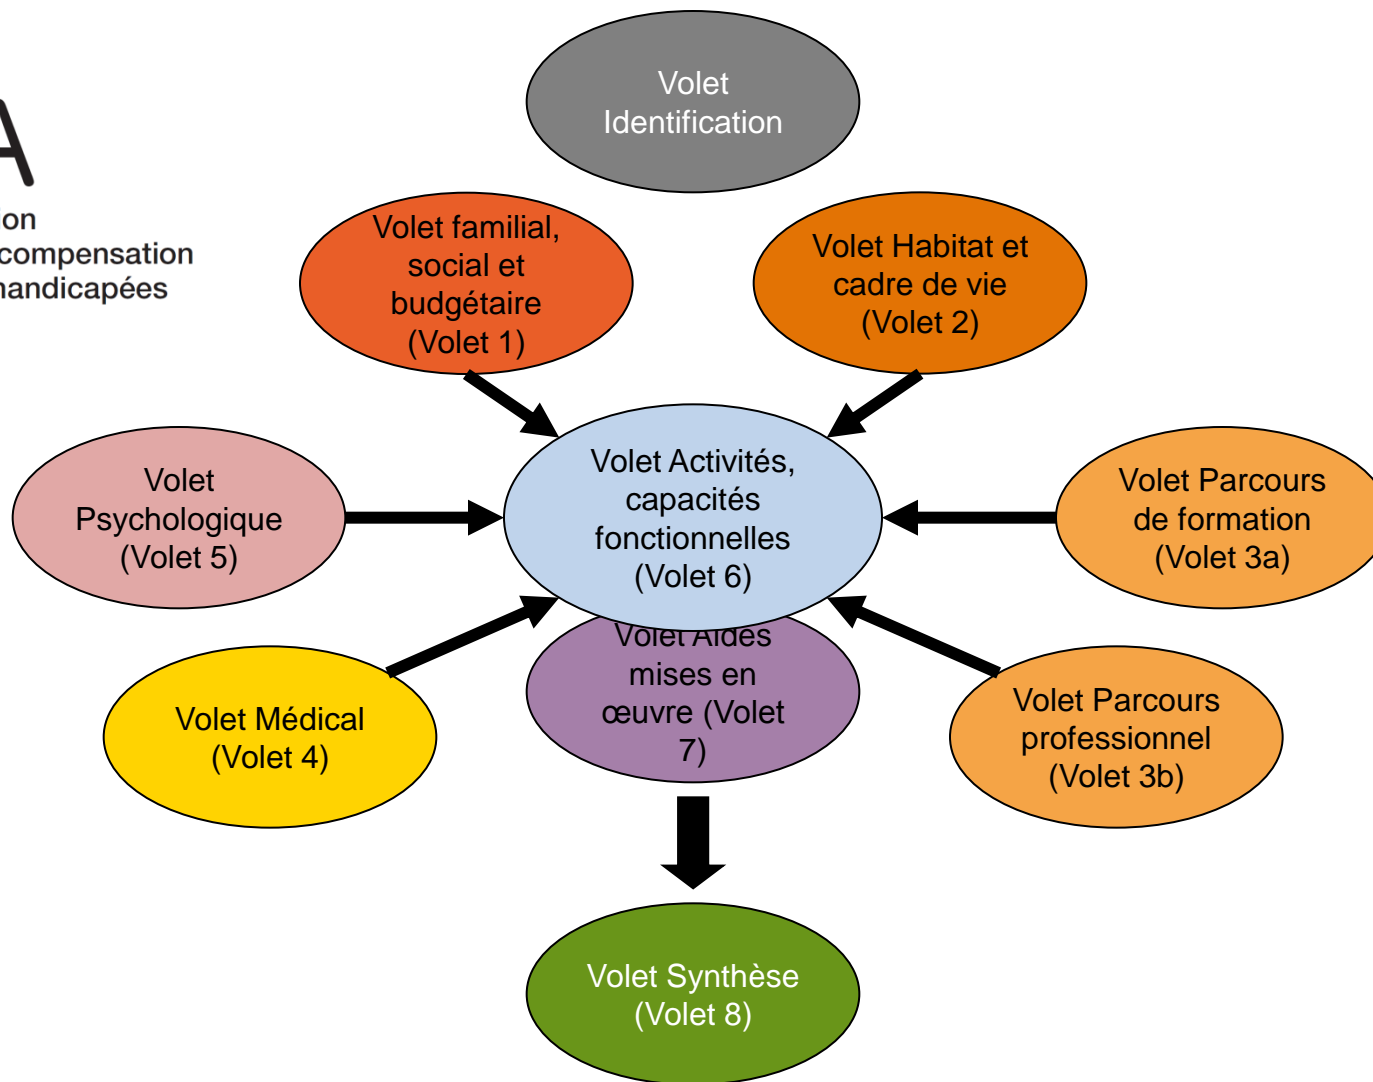 Volet
Identification
A
ion
compensation
handicapées
Volet familial,
social et
budgétaire
(Volet 1)
Volet Habitat et
cadre de vie
(Volet 2)
Volet
Psychologique
(Volet 5)
Volet Activités,
capacités
fonctionnelles
(Volet 6)
Volet Parcours
de formation
(Volet 3a)
Volet Médical
(Volet 4)
Volet Aides
mises en
œuvre (Volet
7)
Volet Parcours
professionnel
(Volet 3b)
Volet Synthèse
(Volet 8)